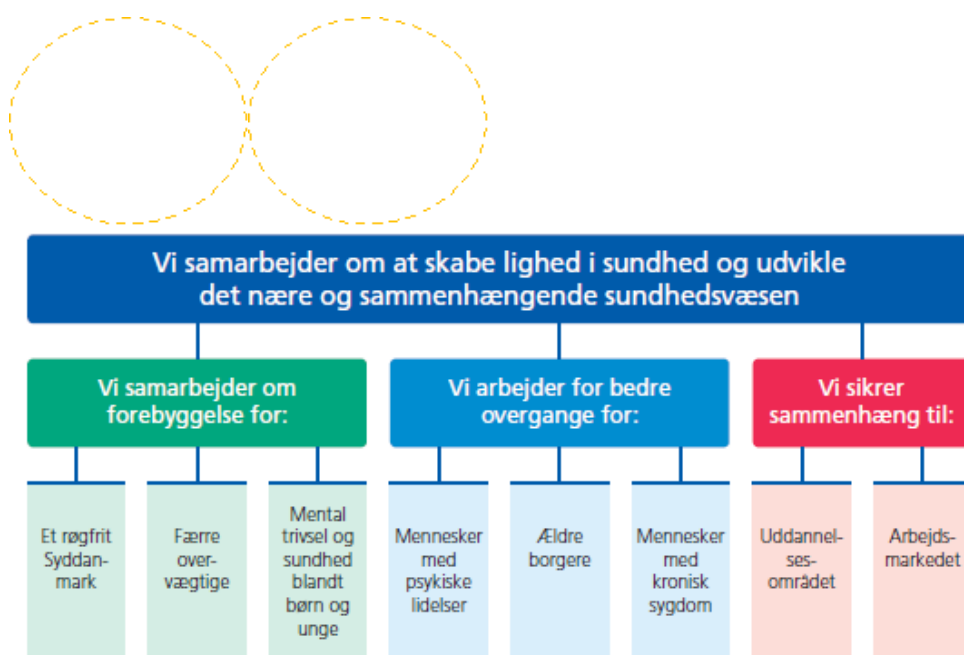 Vi samarbejder om at skabe lighed i sundhed og udvikle
det nære og sammenhængende sundhedsvæsen
Vi samarbejder om
forebyggelse for:
Vi arbejder for bedre
overgange for:
Vi sikrer
sammenhæng til:
Et røgfrit
Syddan-
mark
Færre
over-
vægtige
Mental
trivsel og
sundhed
blandt
børn og
unge
Mennesker
med
psykiske
lidelser
Ældre
borgere
Mennesker
med
kronisk
sygdom
Uddannel-
ses-
området
Arbejds-
markedet